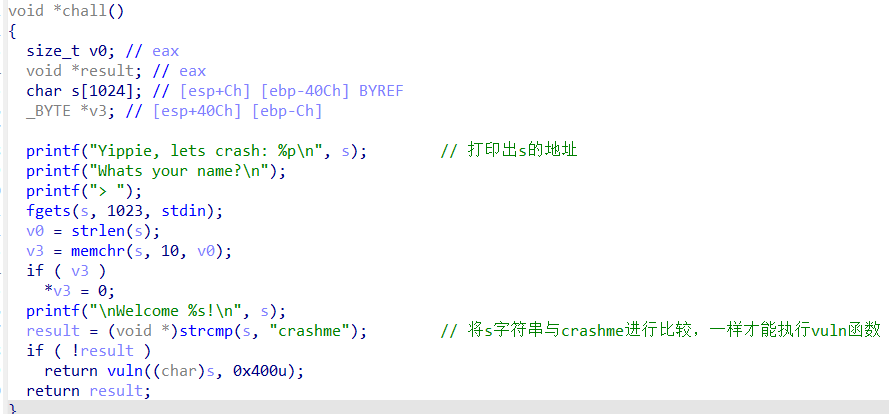 void *chall()
{
  size_t v0; // eax
  void *result; // eax
  char s[1024]; // [esp+Ch] [ebp-40Ch] BYREF
  _BYTE *v3; // [esp+40Ch] [ebp-Ch]

  printf("Yippie, lets crash: %p\n", s);        // 打印出s的地址
  printf("Whats your name?\n");
  printf("> ");
  fgets(s, 1023, stdin);
  v0 = strlen(s);
  v3 = memchr(s, 10, v0);
  if ( v3 )
    *v3 = 0;
  printf("\nWelcome %s!\n", s);
  result = (void *)strcmp(s, "crashme");        // 将s字符串与crashme进行比较，一样才能执行vuln函数
  if ( !result )
    return vuln((char)s, 0x400u);
  return result;
}